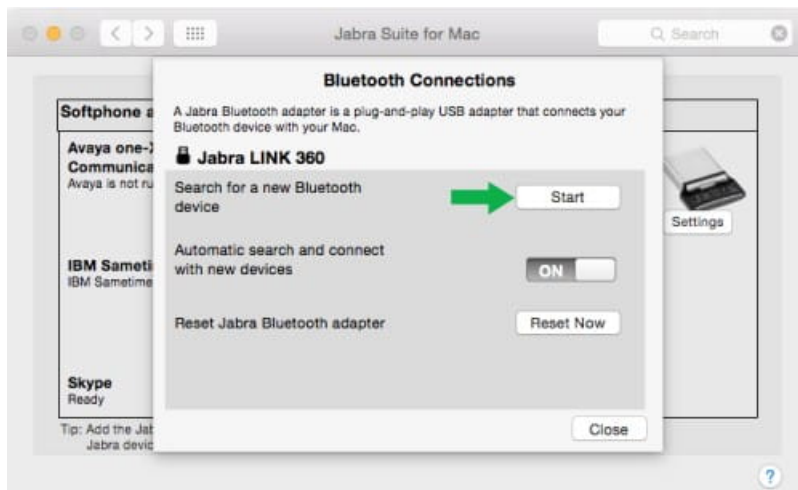 Jabra Suite for Mac
Search
Bluetooth Connections
A Jabra Bluetooth adapter is a plug-and-play USB adapter that connects your
Bluetooth device with your Mac.
Jabra LINK 360
Search for a new Bluetooth
device
Start
Automatic search and connect
with new devices
ON
Reset Jabra Bluetooth adapter
Reset Now
Close
Softphone
Avaya one-
Communica
Avaya is not ru
IBM Sameti
IBM Sametime
Skype
Ready
Settings
Tip: Add the Jab
Jabra devic
?